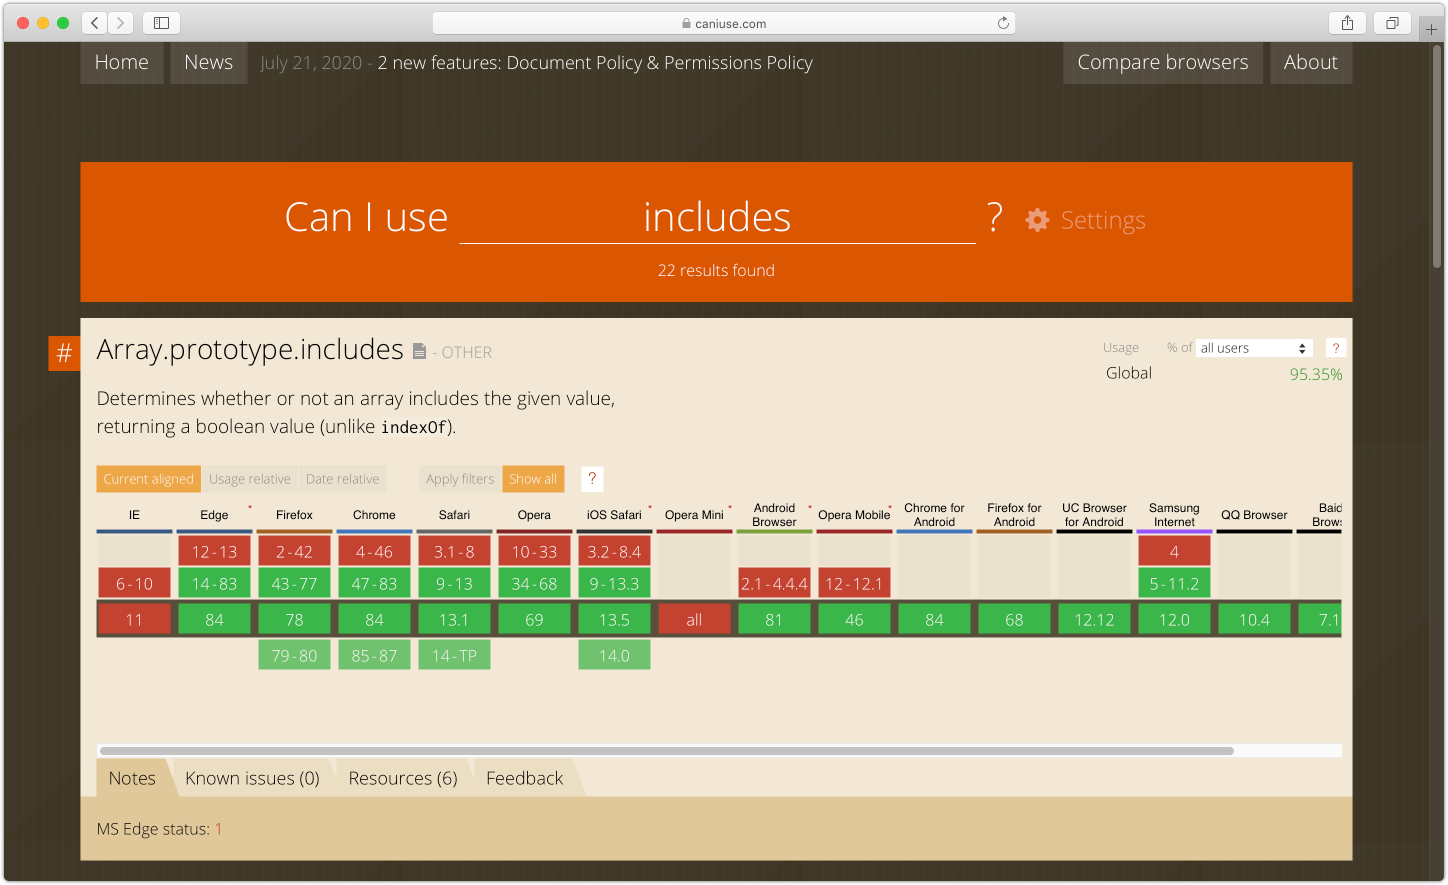 caniuse.com
Home News July 21, 2020 - 2 new features: Document Policy & Permissions Policy Compare browsers About
Can I use includes ? Settings
22 results found
# Array.prototype.includes - OTHER
Usage % of all users ?
Global 95.35%
Determines whether or not an array includes the given value,
returning a boolean value (unlike indexOf).
Current aligned Usage relative Date relative Apply filters Show all ?
IE Edge * Firefox Chrome Safari Opera iOS Safari * Opera Mini * Android Browser * Opera Mobile * Chrome for Android Firefox for Android UC Browser for Android Samsung Internet QQ Browser Baid Brows
12-13 2-42 4-46 3.1-8 10-33 3.2-8.4 4
6-10 14-83 43-77 47-83 9-13 34-68 9-13.3 2.1-4.4.4 12-12.1 5-11.2
11 84 78 84 13.1 69 13.5 all 81 46 84 68 12.12 12.0 10.4 7.1
79-80 85-87 14-TP 14.0
Notes Known issues (0) Resources (6) Feedback
MS Edge status: 1